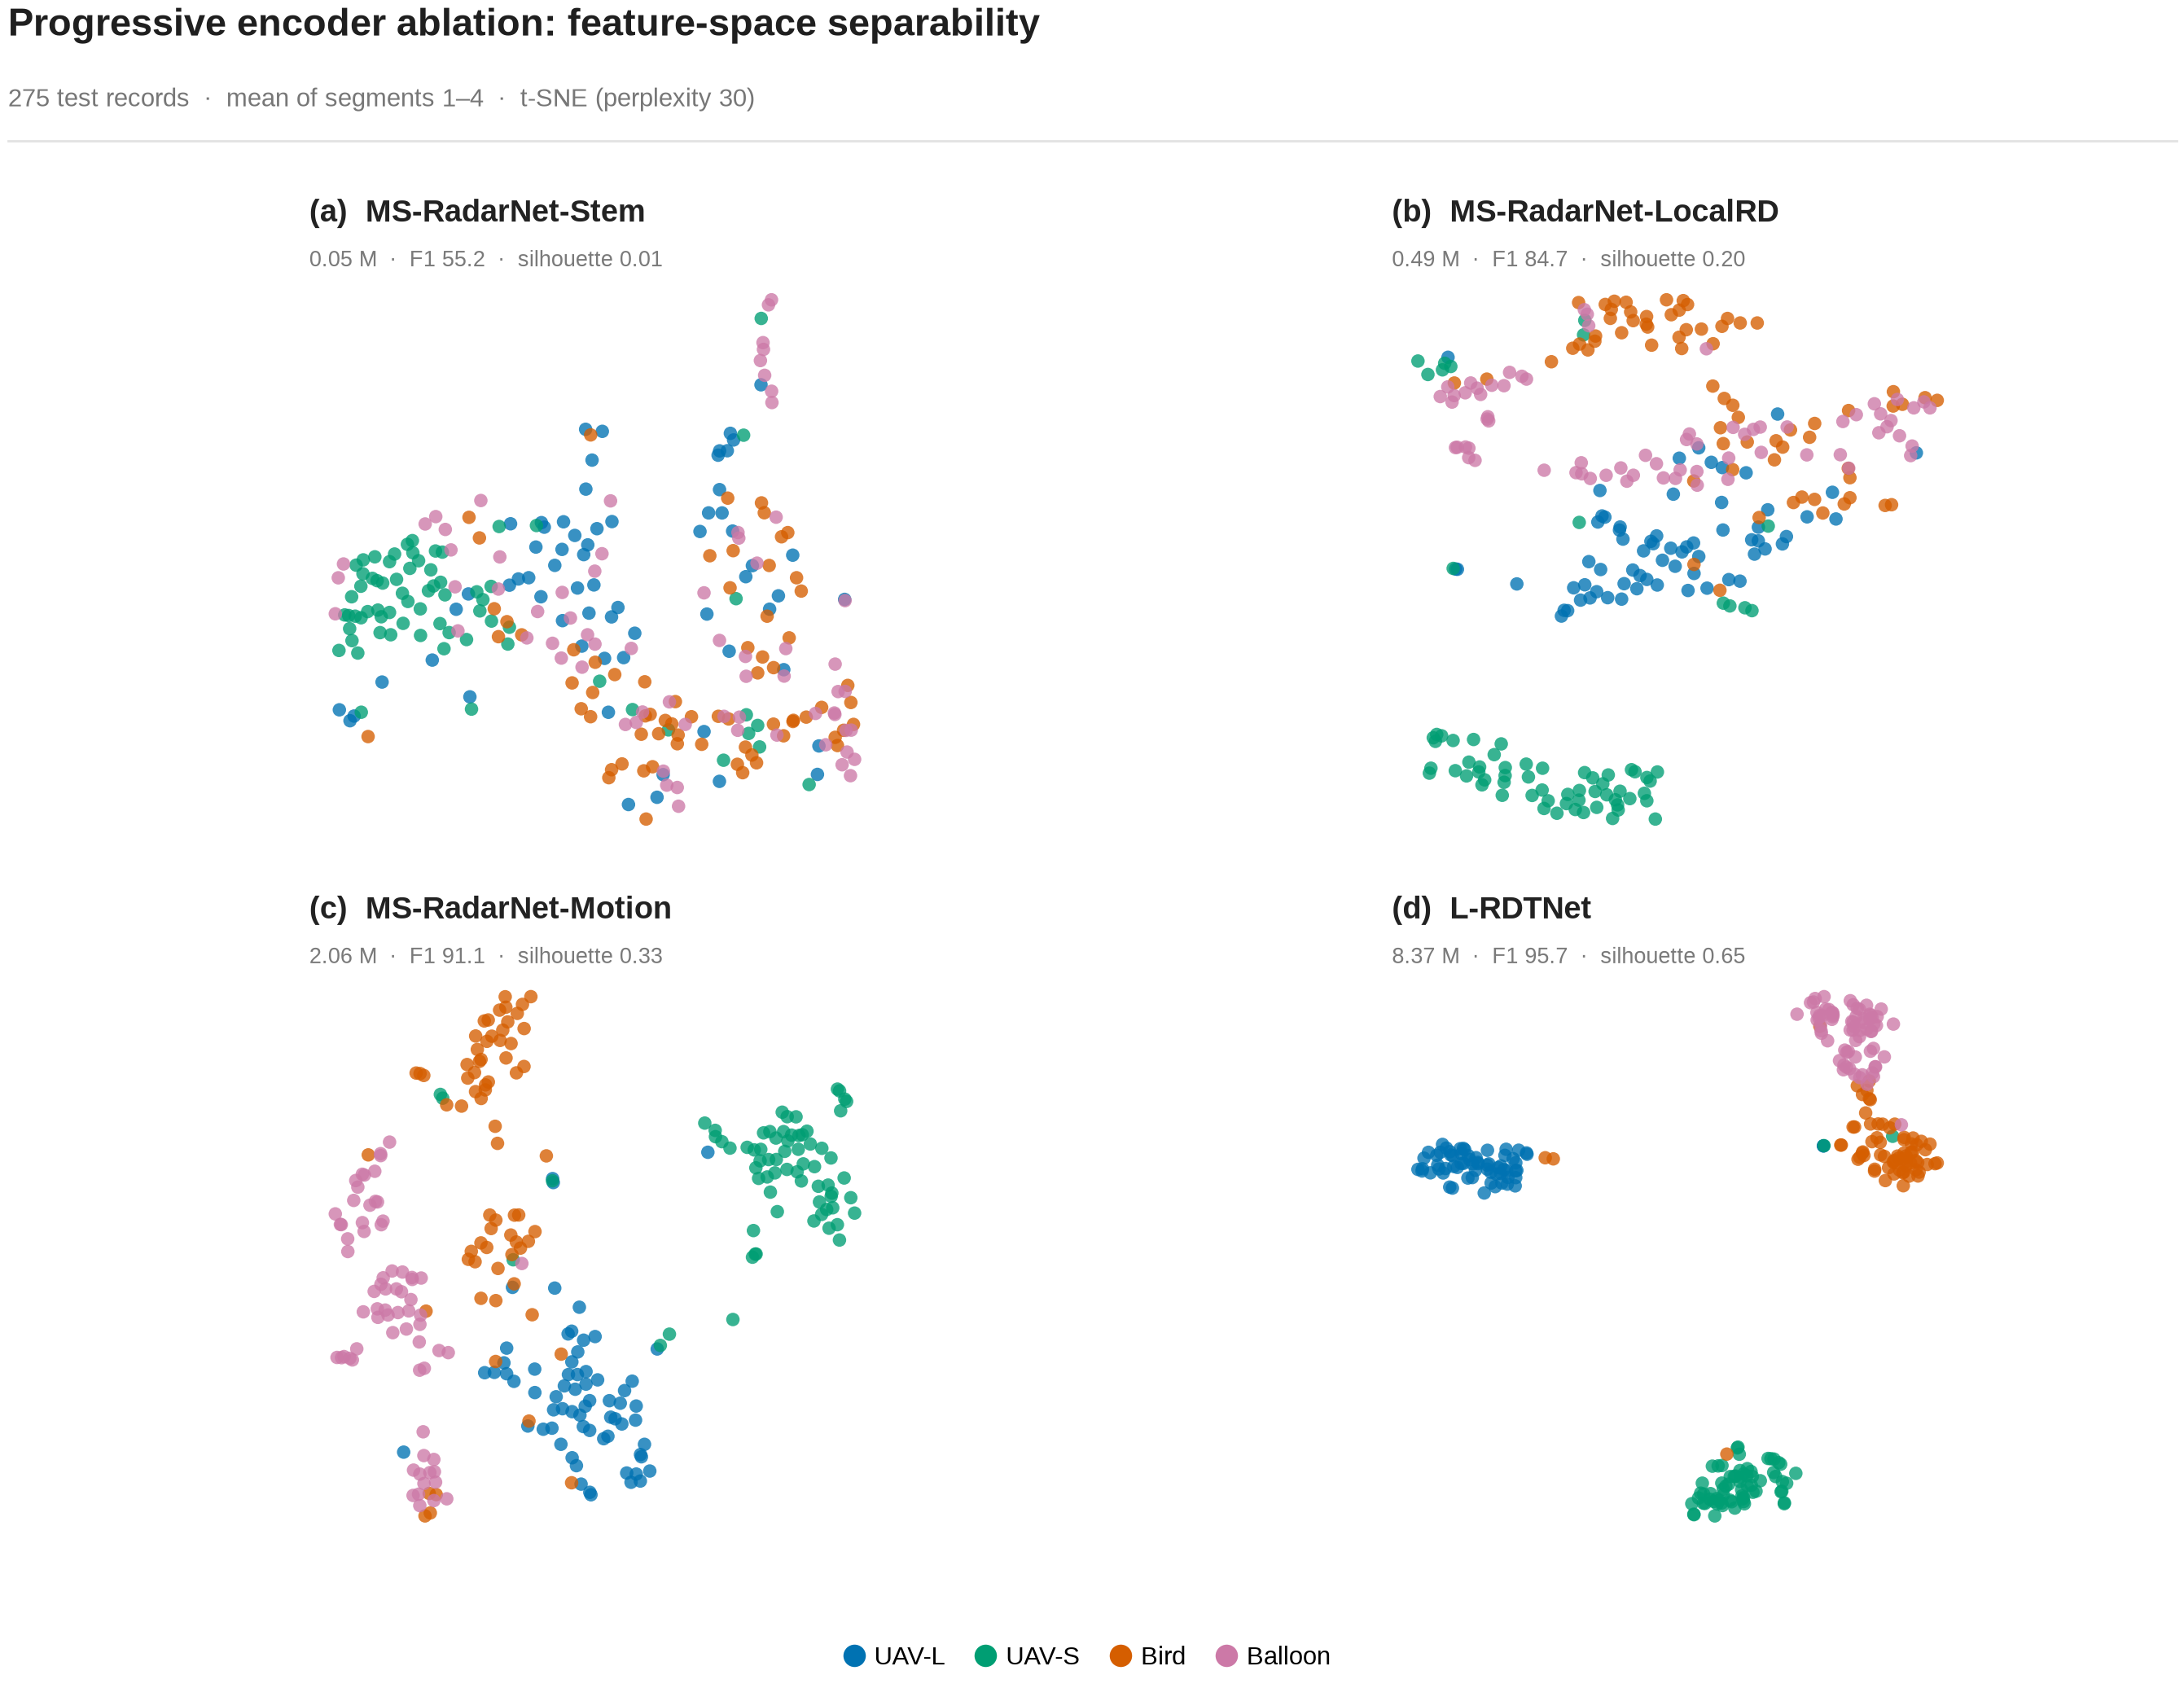 Progressive encoder ablation: feature-space separability
275 test records · mean of segments 1–4 · t-SNE (perplexity 30)
(a) MS-RadarNet-Stem
0.05 M · F1 55.2 · silhouette 0.01
(b) MS-RadarNet-LocalRD
0.49 M · F1 84.7 · silhouette 0.20
(c) MS-RadarNet-Motion
2.06 M · F1 91.1 · silhouette 0.33
(d) L-RDTNet
8.37 M · F1 95.7 · silhouette 0.65
UAV-L UAV-S Bird Balloon